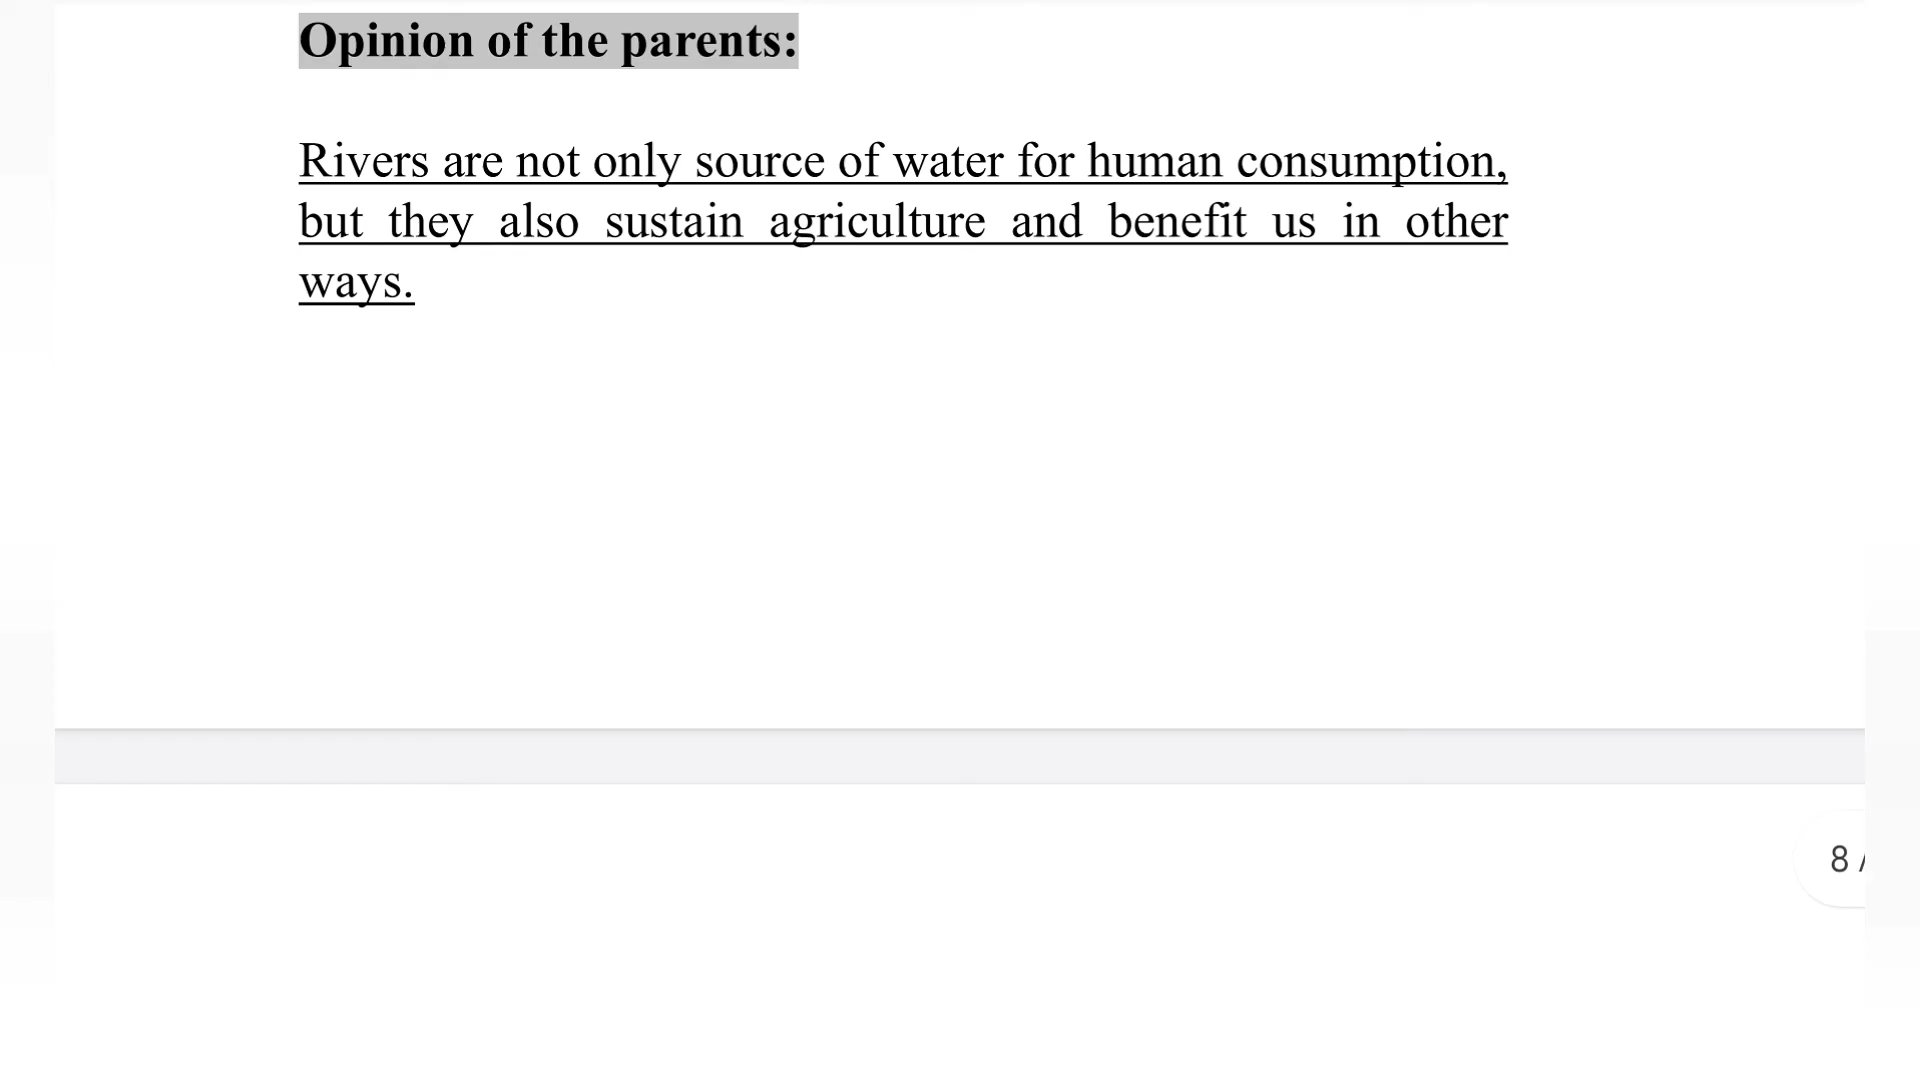 Opinion of the parents:
Rivers are not only source of water for human consumption,
but they also sustain agriculture and benefit us in other
ways.
8 /